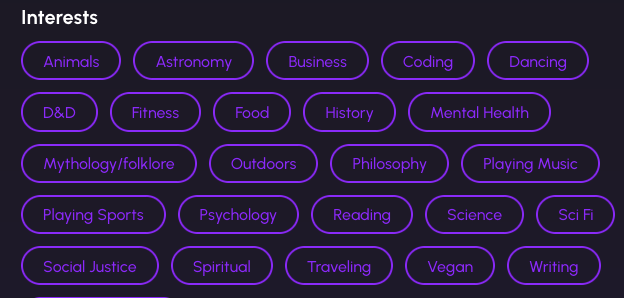 Interests
Animals Astronomy Business Coding Dancing
D&D Fitness Food History Mental Health
Mythology/folklore Outdoors Philosophy Playing Music
Playing Sports Psychology Reading Science Sci Fi
Social Justice Spiritual Traveling Vegan Writing